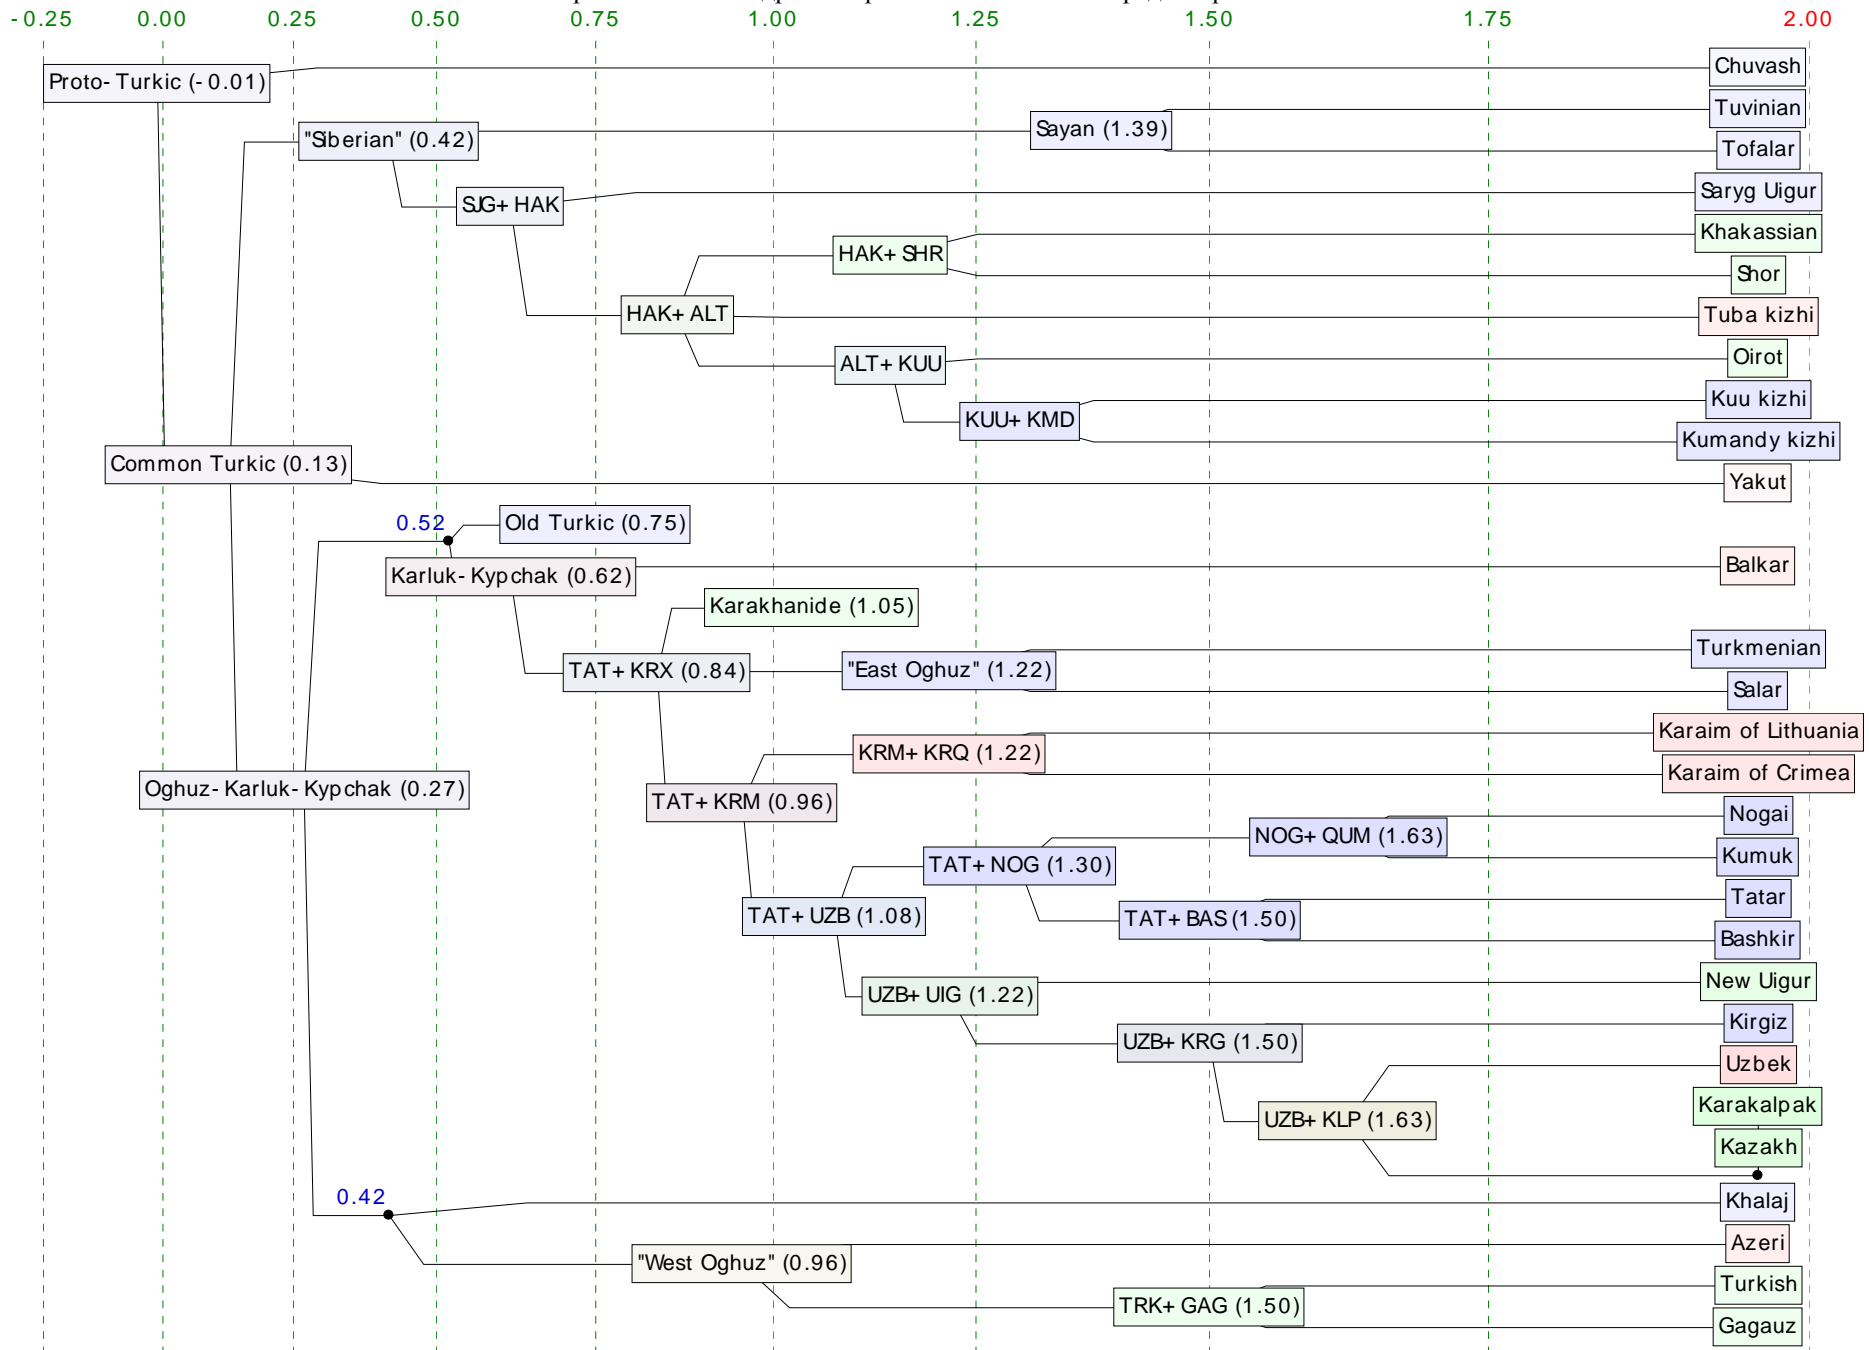 -0.25 0.00 0.25 0.50 0.75 1.00 1.25 1.50 1.75 2.00
Proto-Turkic (-0.01)
Chuvash
Tuvinian
"Siberian" (0.42)
Sayan (1.39)
Tofalar
SJG+HAK
Saryg Uigur
Khakassian
HAK+SHR
Shor
HAK+ALT
Tuba kizhi
ALT+KUU
Oirot
Kuu kizhi
KUU+KMD
Kumandy kizhi
Common Turkic (0.13)
Yakut
0.52
Old Turkic (0.75)
Karluk-Kypchak (0.62)
Balkar
Karakhanide (1.05)
Turkmenian
TAT+KRX (0.84)
"East Oghuz" (1.22)
Salar
Karaim of Lithuania
KRM+KRQ (1.22)
Karaim of Crimea
Oghuz-Karluk-Kypchak (0.27)
TAT+KRM (0.96)
Nogai
NOG+QUM (1.63)
Kumuk
TAT+NOG (1.30)
Tatar
TAT+UZB (1.08)
TAT+BAS (1.50)
Bashkir
New Uigur
UZB+UIG (1.22)
Kirgiz
UZB+KRG (1.50)
Uzbek
Karakalpak
UZB+KLP (1.63)
Kazakh
0.42
Khalaj
Azeri
"West Oghuz" (0.96)
Turkish
TRK+GAG (1.50)
Gagauz